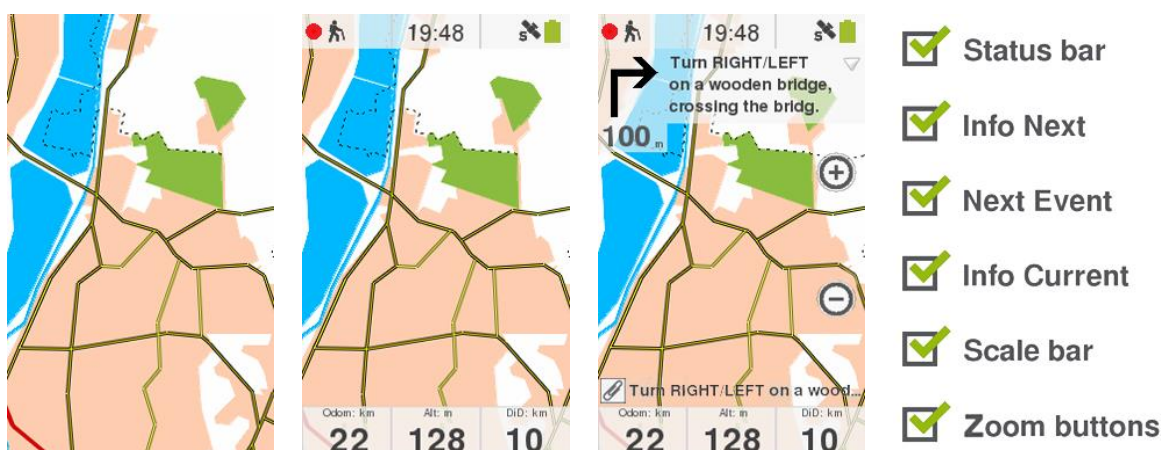 19:48
S
Odom: km
Alt: m
DiD: km
22
128
10
19:48
S
Turn RIGHT/LEFT
on a wooden bridge,
crossing the bridg.
100 m
Turn RIGHT/LEFT on a wood...
Odom: km
Alt: m
DiD: km
22
128
10
Status bar
Info Next
Next Event
Info Current
Scale bar
Zoom buttons